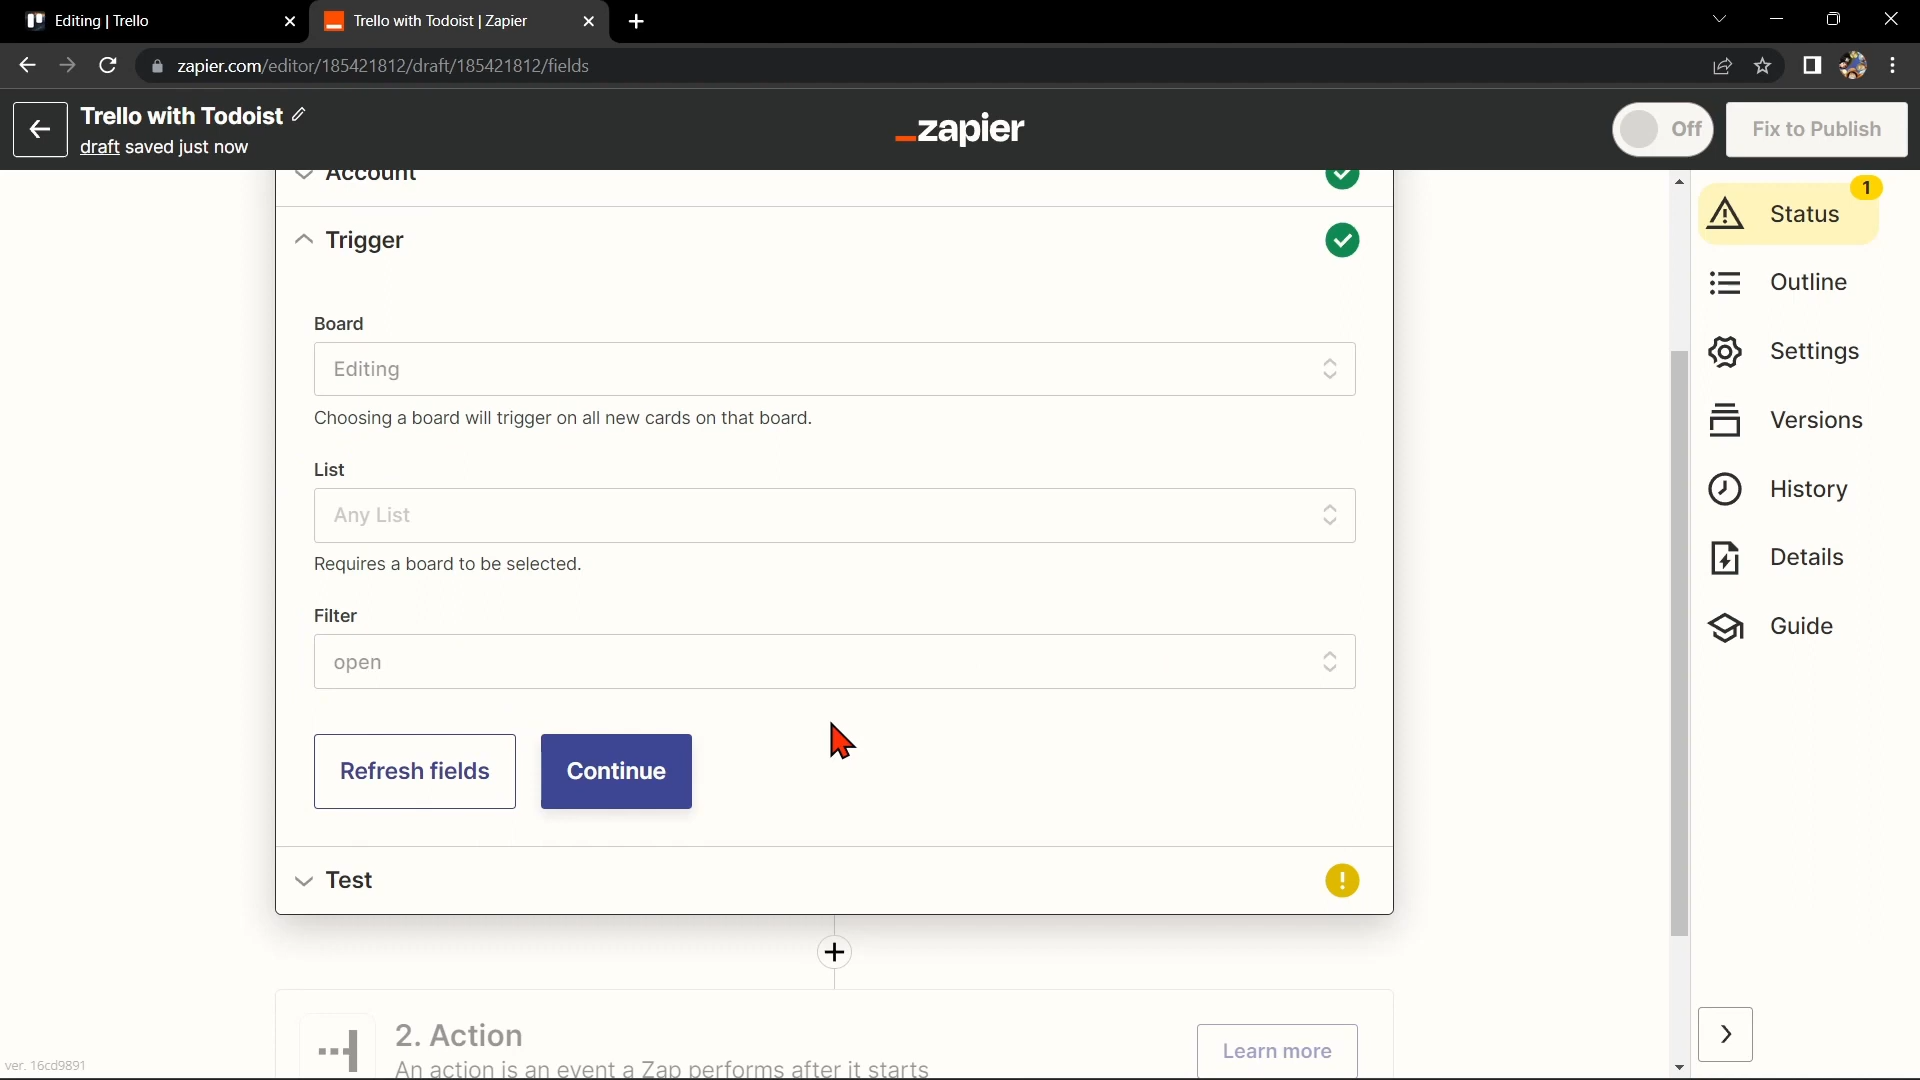 Editing | Trello
Trello with Todoist | Zapier
zapier.com/editor/185421812/draft/185421812/fields
Trello with Todoist
draft saved just now
_zapier
Off
Fix to Publish
Account
Trigger
Board
Editing
Choosing a board will trigger on all new cards on that board.
List
Any List
Requires a board to be selected.
Filter
open
Refresh fields
Continue
Test
2. Action
An action is an event a Zap performs after it starts
Learn more
1
Status
Outline
Settings
Versions
History
Details
Guide
ver. 16cd9891